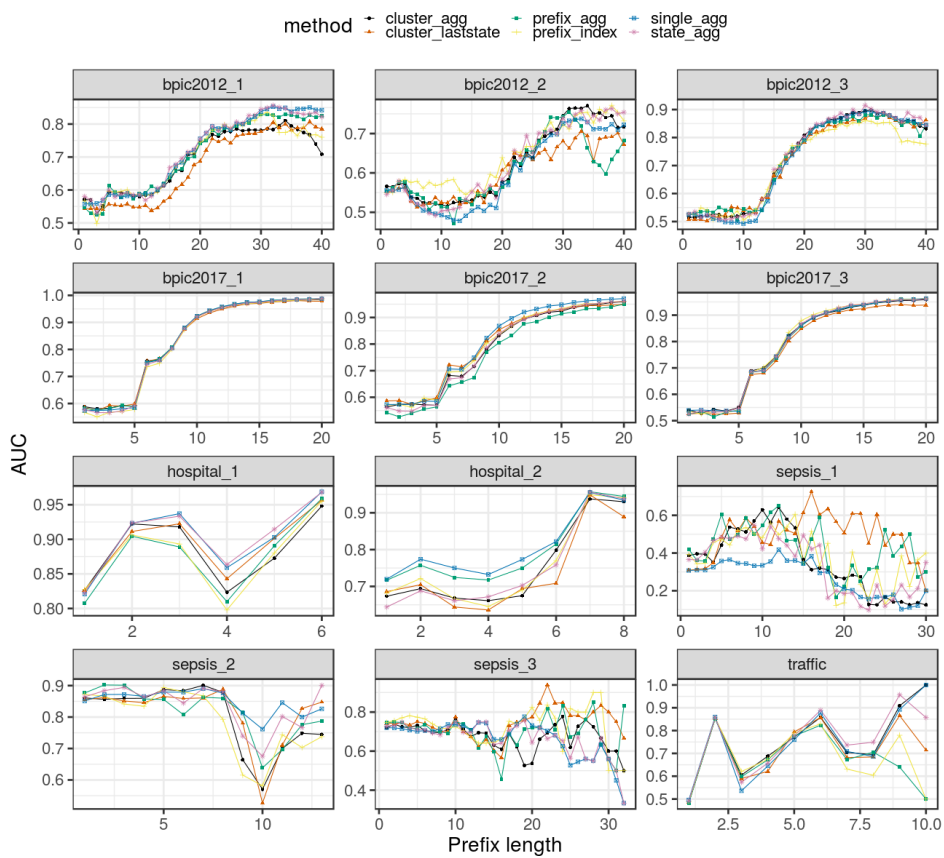 method cluster_agg prefix_agg single_agg
cluster_laststate prefix_index state_agg
bpic2012_1 bpic2012_2 bpic2012_3
0.8
0.7
0.6
0.5
0 10 20 30 40
0.7
0.6
0.5
0 10 20 30 40
0.9
0.8
0.7
0.6
0.5
0 10 20 30 40
bpic2017_1 bpic2017_2 bpic2017_3
1.0
0.9
0.8
0.7
0.6
5 10 15 20
0.9
0.8
0.7
0.6
5 10 15 20
0.9
0.8
0.7
0.6
0.5
5 10 15 20
AUC
hospital_1 hospital_2 sepsis_1
0.95
0.90
0.85
0.80
2 4 6
0.9
0.8
0.7
2 4 6 8
0.6
0.4
0.2
0 10 20 30
sepsis_2 sepsis_3 traffic
0.9
0.8
0.7
0.6
5 10
0.8
0.6
0.4
0 10 20 30
1.0
0.9
0.8
0.7
0.6
0.5
2.5 5.0 7.5 10.0
Prefix length